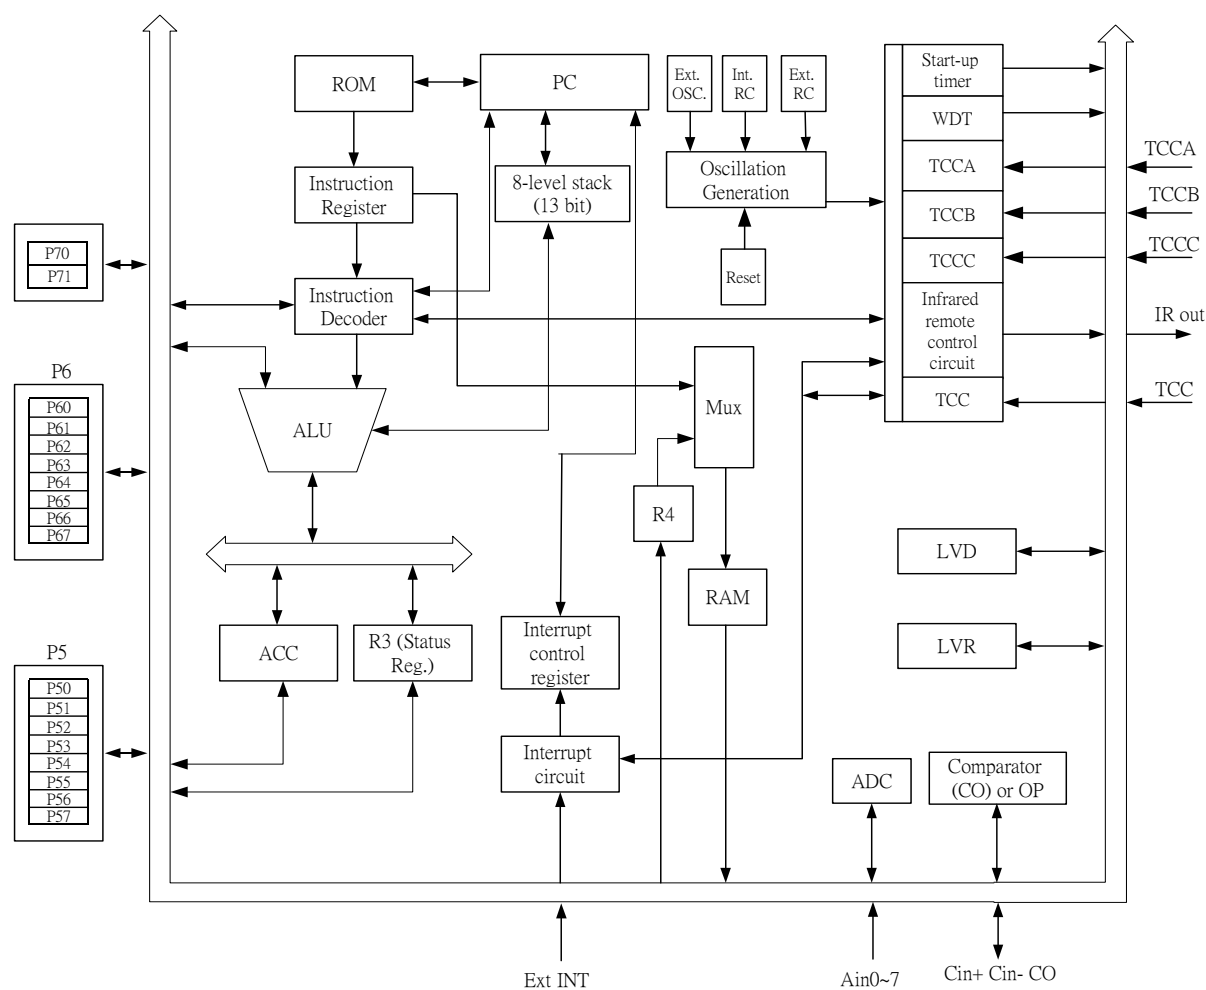 ROM
PC
Ext.
OSC.
Int.
RC
Ext.
RC
Start-up
timer
WDT
TCCA
TCCB
TCCC
Infrared
remote
control
circuit
TCC
TCCA
TCCB
TCCC
IR out
TCC
Instruction
Register
8-level stack
(13 bit)
Oscillation
Generation
Reset
Instruction
Decoder
P70
P71
P6
P60
P61
P62
P63
P64
P65
P66
P67
ALU
Mux
R4
RAM
LVD
LVR
ACC
R3 (Status
Reg.)
Interrupt
control
register
Interrupt
circuit
P5
P50
P51
P52
P53
P54
P55
P56
P57
ADC
Comparator
(CO) or OP
Ext INT
Ain0~7
Cin+ Cin- CO